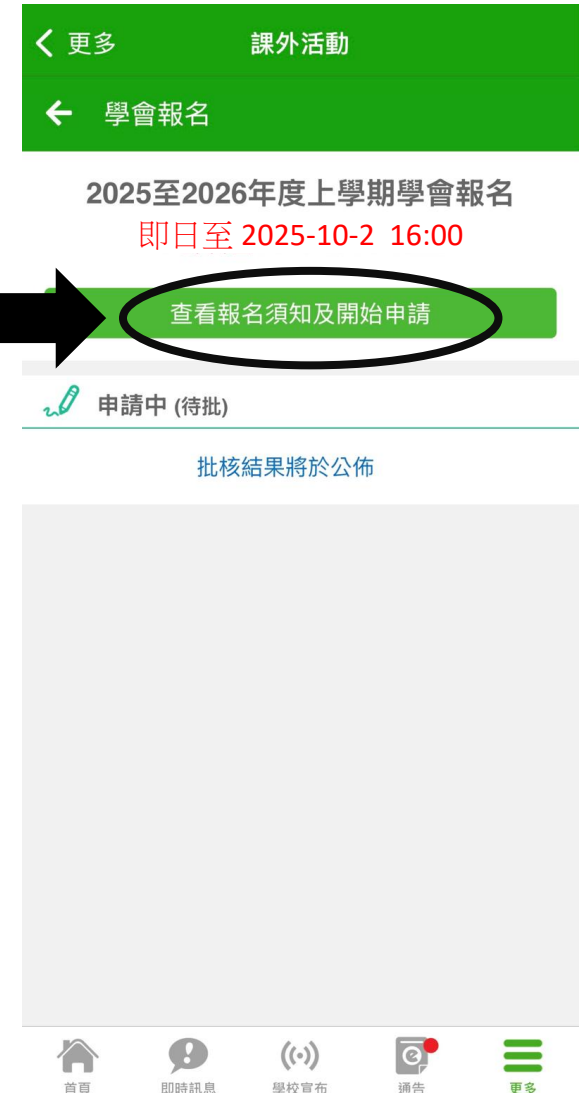 更多 課外活動
學會報名
2025至2026年度上學期學會報名
即日至 2025-10-2 16:00
查看報名須知及開始申請
申請中 (待批)
批核結果將於公佈
首頁 即時訊息 學校宣布 通告 更多